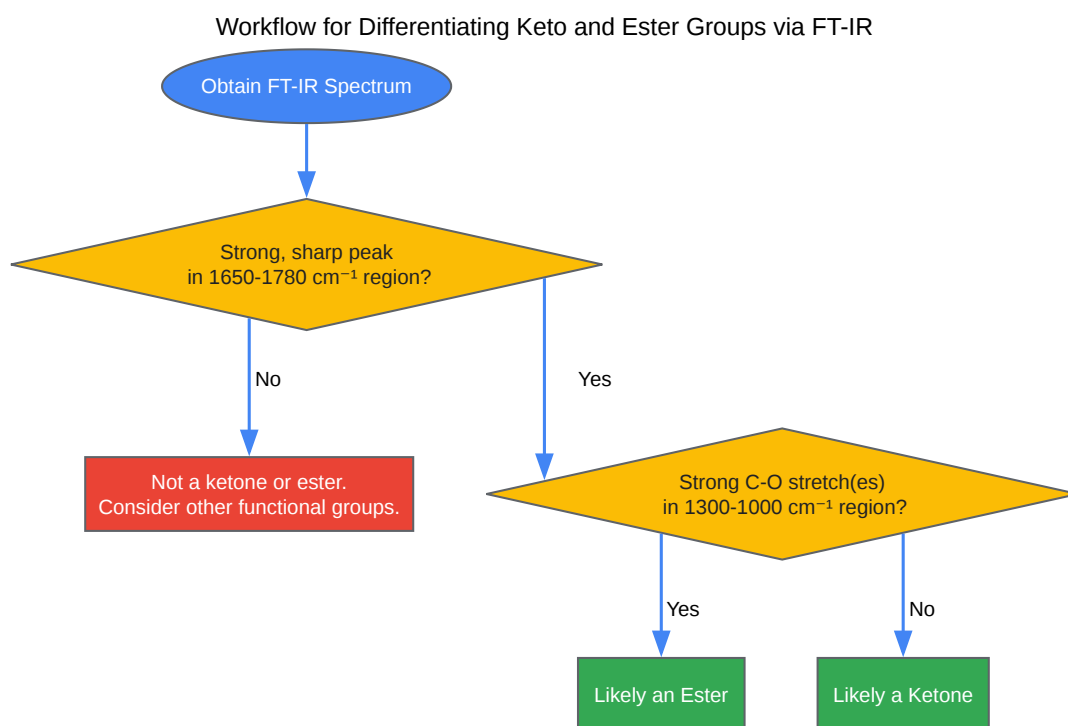 Workflow for Differentiating Keto and Ester Groups via FT-IR
Obtain FT-IR Spectrum
Strong, sharp peak
in 1650-1780 cm⁻¹ region?
No
Yes
Not a ketone or ester.
Consider other functional groups.
Strong C-O stretch(es)
in 1300-1000 cm⁻¹ region?
Yes
No
Likely an Ester
Likely a Ketone